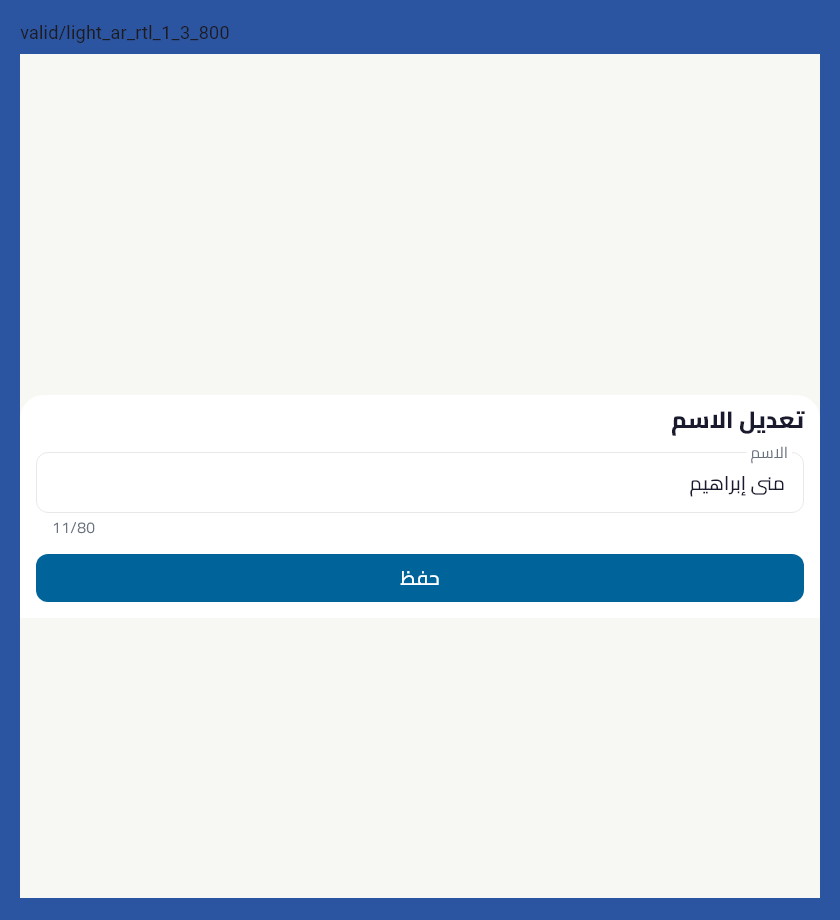 valid/light_ar_rtl_1_3_800
تعديل الاسم
الاسم
منى إبراهيم
11/80
حفظ